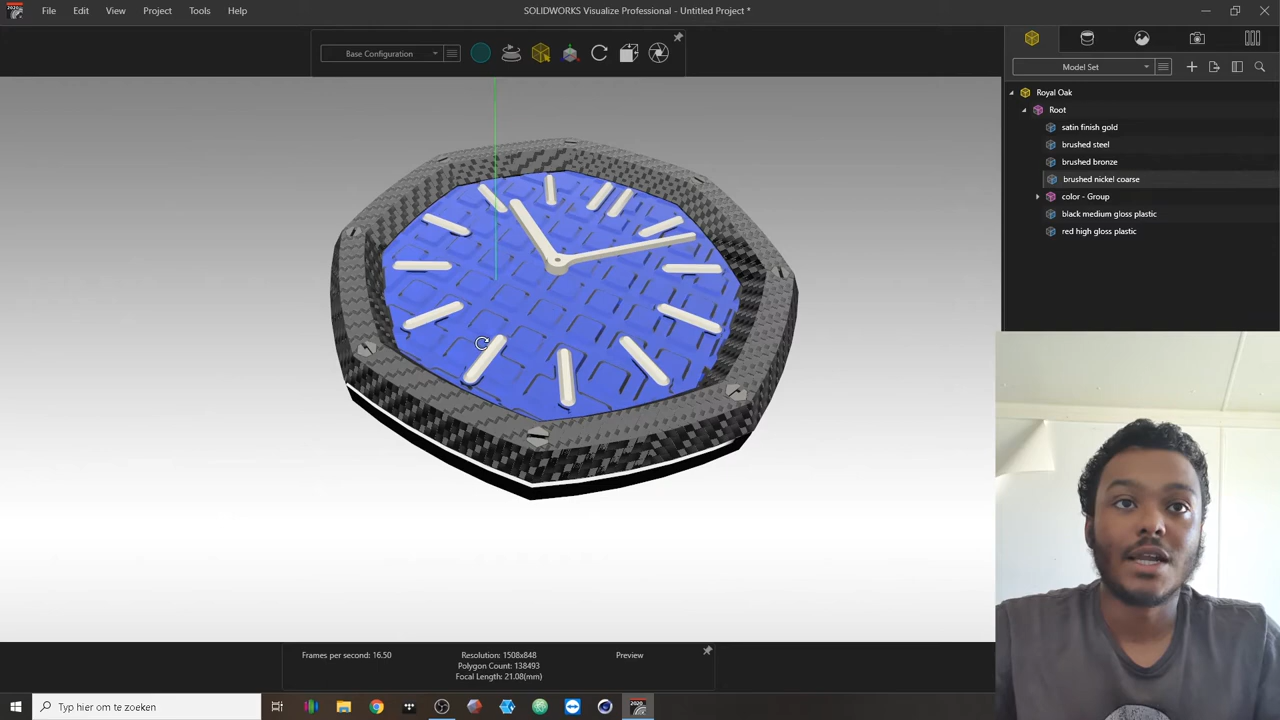 File Edit View Project Tools Help
SOLIDWORKS Visualize Professional - Untitled Project *
Base Configuration
Model Set
Royal Oak
Root
satin finish gold
brushed steel
brushed bronze
brushed nickel coarse
color - Group
black medium gloss plastic
red high gloss plastic
Frames per second: 16.50
Resolution: 1508x848
Polygon Count: 138493
Focal Length: 21.08(mm)
Preview
Typ hier om te zoeken